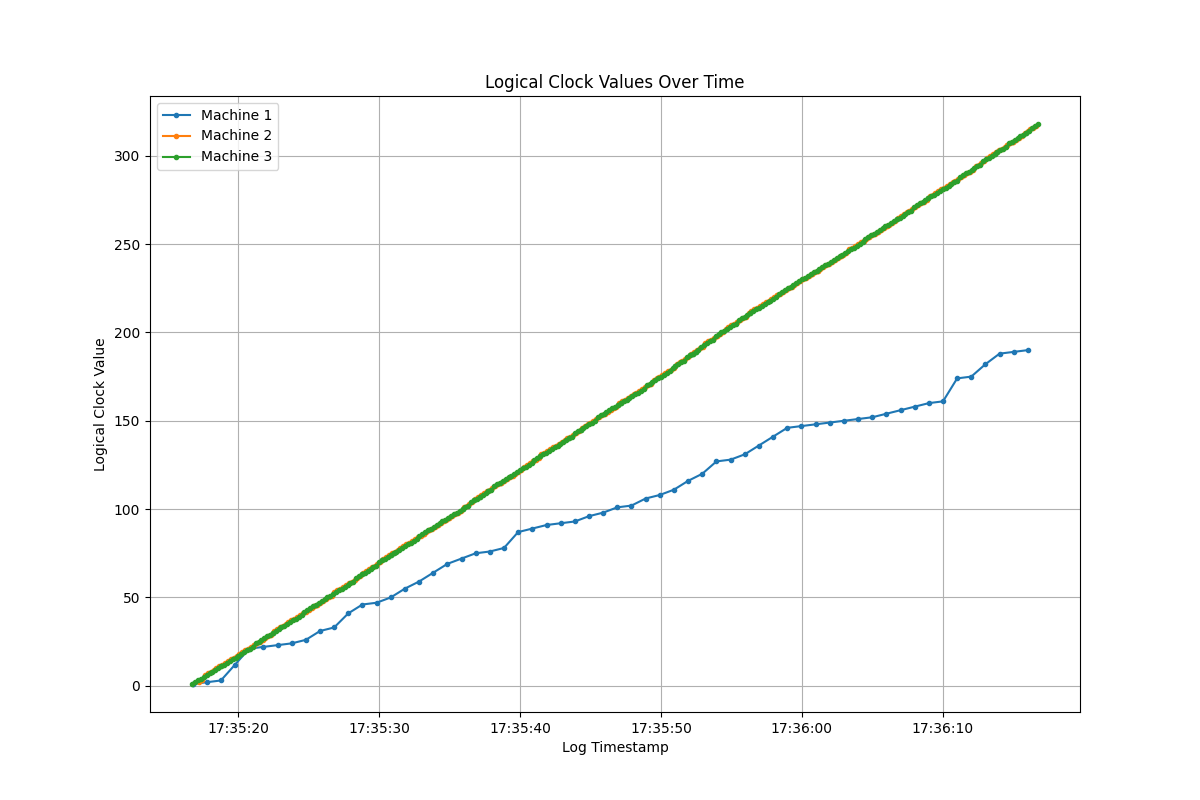 Logical Clock Values Over Time
Machine 1
Machine 2
Machine 3
Logical Clock Value
300
250
200
150
100
50
0
17:35:20
17:35:30
17:35:40
17:35:50
17:36:00
17:36:10
Log Timestamp